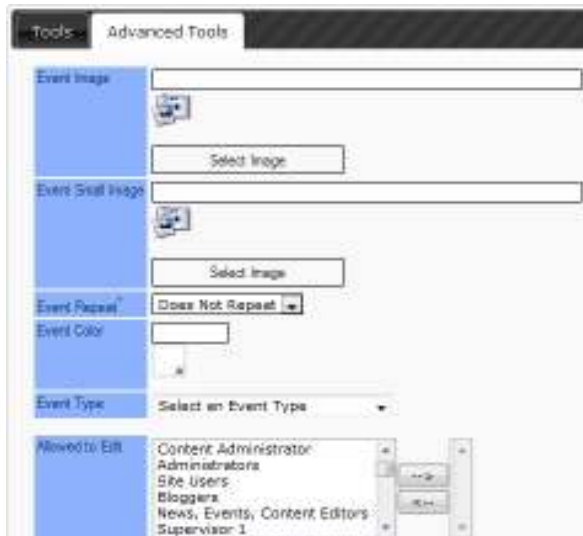 Tools
Advanced Tools
Event Image
Select Image
Event Small Image
Select Image
Event Repeat*
Does Not Repeat
Event Color
Event Type
Select an Event Type
Allowed to Edit
Content Administrator
Administrators
Site Users
Bloggers
News, Events, Content Editors
Supervisor 1
-->
<--